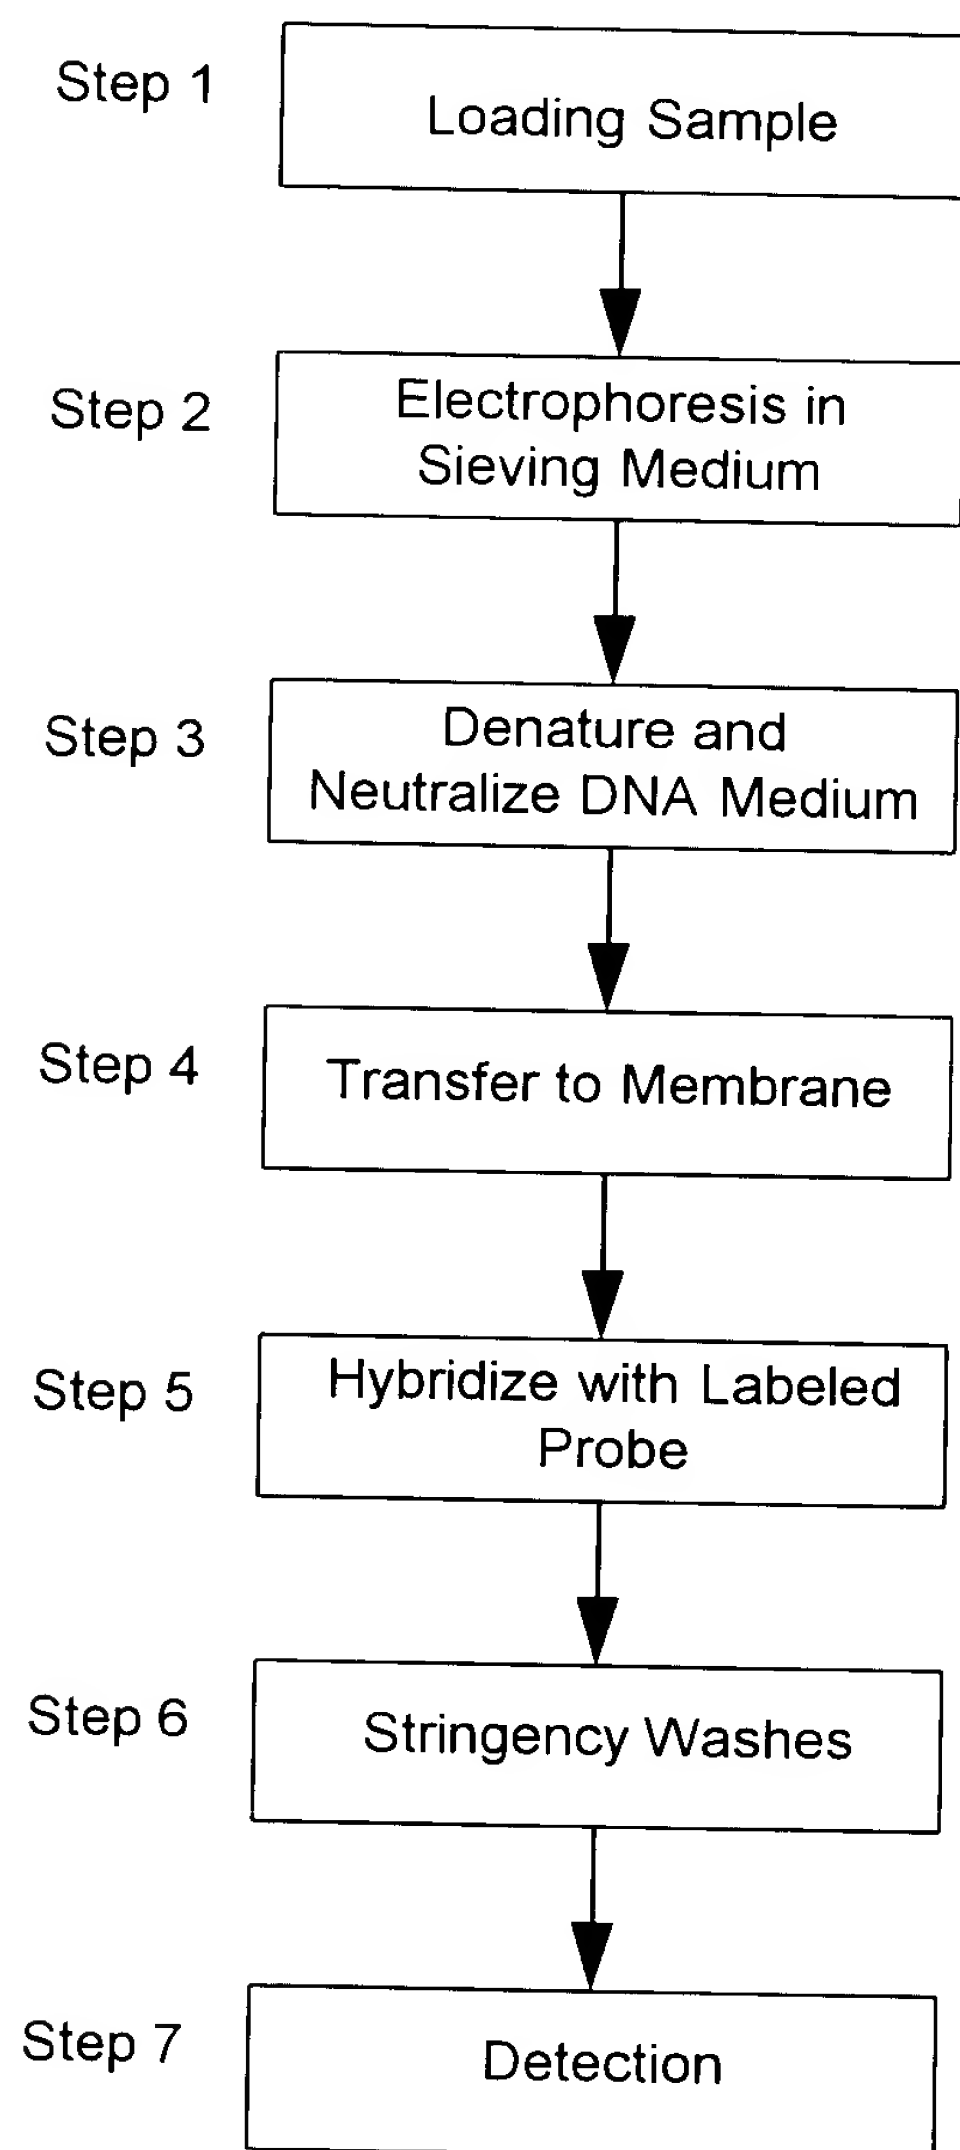 Step 1
Loading Sample
Step 2
Electrophoresis in
Sieving Medium
Step 3
Denature and
Neutralize DNA Medium
Step 4
Transfer to Membrane
Step 5
Hybridize with Labeled
Probe
Step 6
Stringency Washes
Step 7
Detection